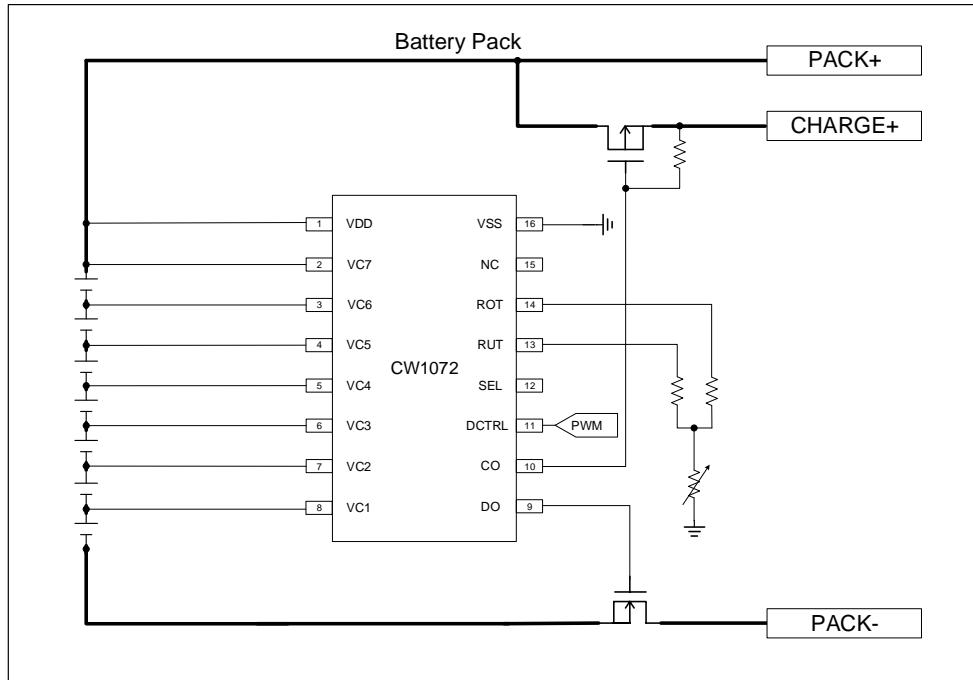 Battery Pack
PACK+
CHARGE+
1 VDD VSS 16
2 VC7 NC 15
3 VC6 ROT 14
4 VC5 RUT 13
CW1072
5 VC4 SEL 12
6 VC3 DCTRL 11 PWM
7 VC2 CO 10
8 VC1 DO 9
PACK-